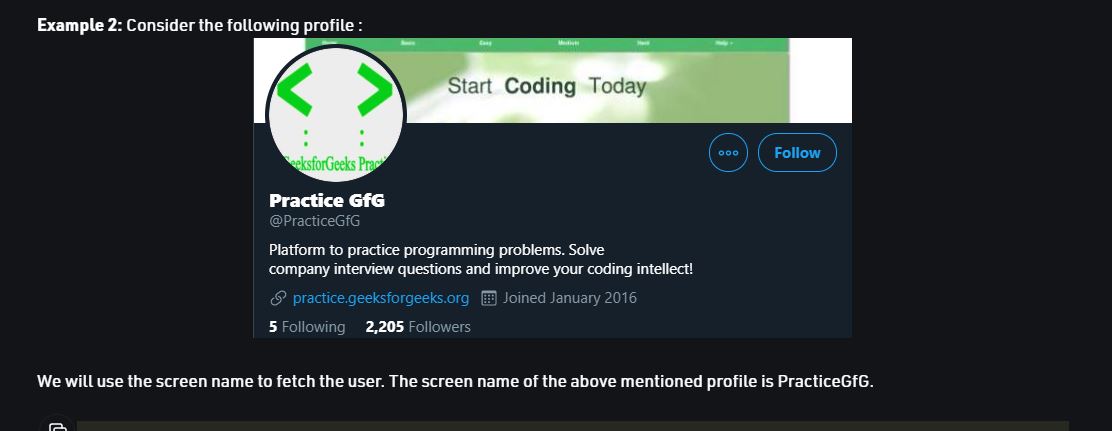 Example 2: Consider the following profile :
Home Basic Easy Medium Hard Help
Start Coding Today
GeeksforGeeks Practi
Follow
Practice GfG
@PracticeGfG
Platform to practice programming problems. Solve
company interview questions and improve your coding intellect!
practice.geeksforgeeks.org Joined January 2016
5 Following 2,205 Followers
We will use the screen name to fetch the user. The screen name of the above mentioned profile is PracticeGfG.